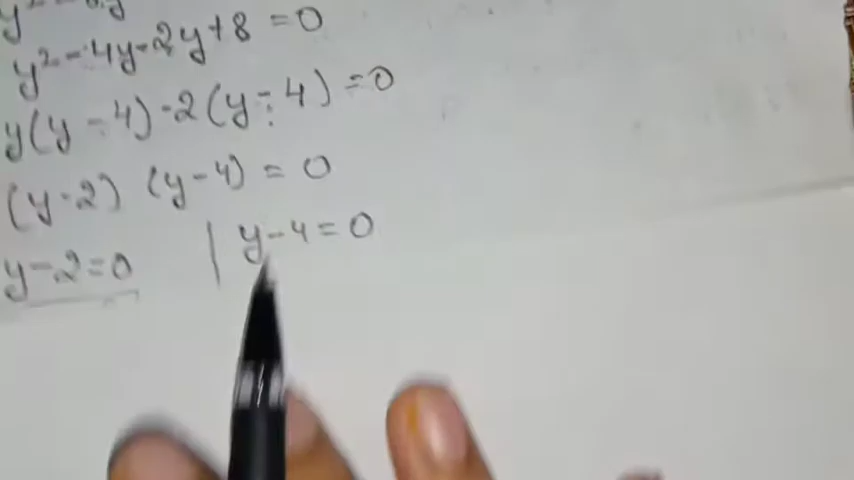 y² - 4y - 2y + 8 = 0
y(y - 4) - 2(y - 4) = 0
(y - 2) (y - 4) = 0
y - 2 = 0 | y - 4 = 0